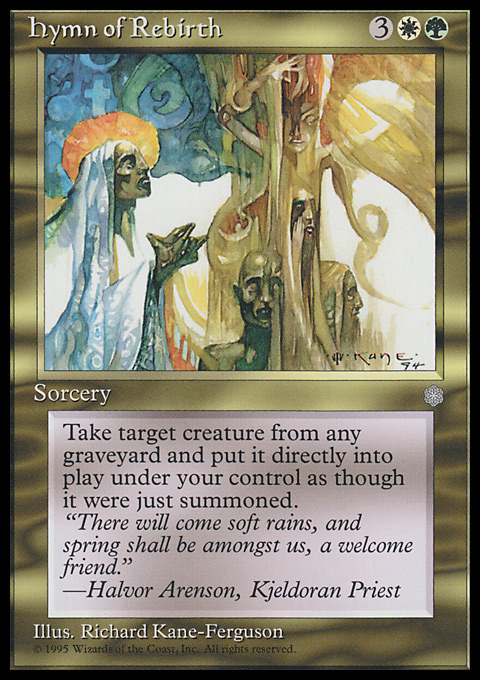 Hymn of Rebirth
3
W. KANE.
94
Sorcery
Take target creature from any
graveyard and put it directly into
play under your control as though
it were just summoned.
“There will come soft rains, and
spring shall be amongst us, a welcome
friend.”
—Halvor Arenson, Kjeldoran Priest
Illus. Richard Kane-Ferguson
© 1995 Wizards of the Coast, Inc. All rights reserved.